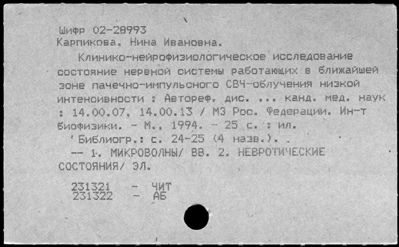 Шифр 02-28993
Карпикова, Нина Ивановна.
Клинико-нейрофизиологическое исследование
состояние нервной системы работающих в ближайшей
зоне пачечно-импульсного СВЧ-облучения низкой
интенсивности : Автореф. дис. ... канд. мед. наук
: 14.00.07, 14.00.13 / МЗ Рос. Федерации. Ин-т
биофизики. - М., 1994. - 25 с. : ил.
Библиогр.: с. 24-25 (4 назв.). .
-- 1. МИКРОВОЛНЫ/ ВВ. 2. НЕВРОТИЧЕСКИЕ
СОСТОЯНИЯ/ ЭЛ.
231321 - ЧИТ
231322 - АБ